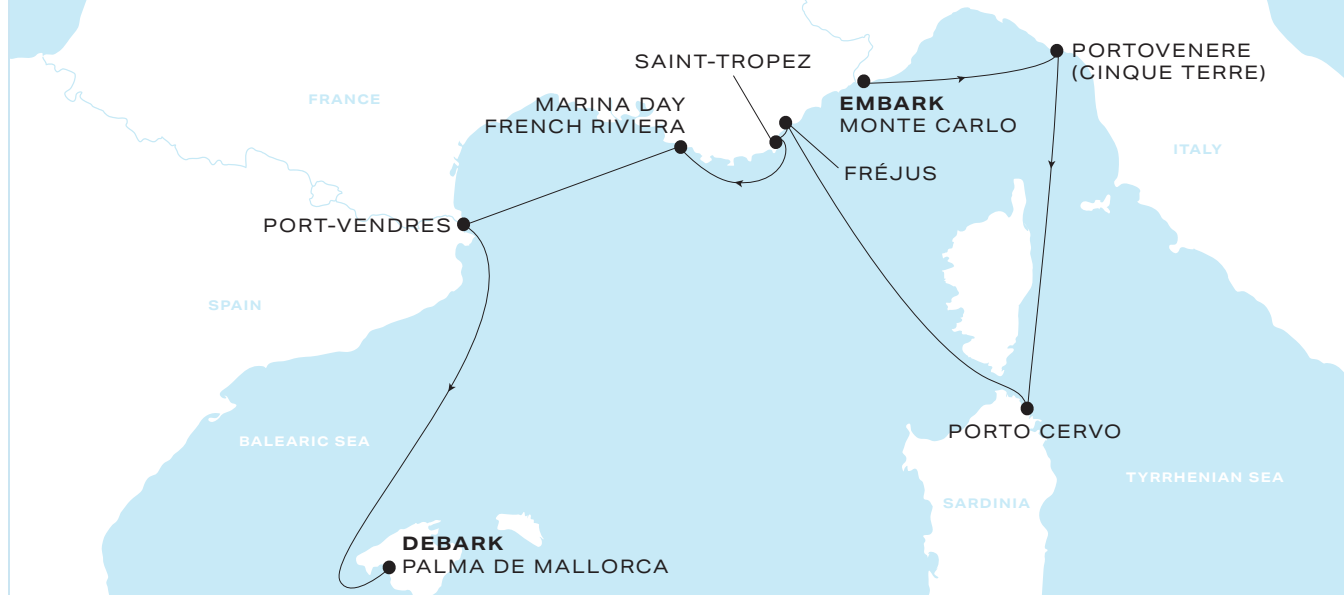 SAINT-TROPEZ
PORTOVENERE
(CINQUE TERRE)
FRANCE
MARINA DAY
FRENCH RIVIERA
EMBARK
MONTE CARLO
ITALY
FRÉJUS
PORT-VENDRES
SPAIN
PORTO CERVO
BALEARIC SEA
TYRRHENIAN SEA
SARDINIA
DEBARK
PALMA DE MALLORCA